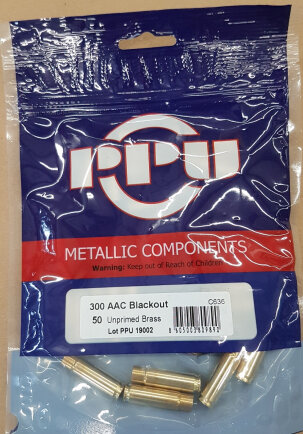 PPU
METALLIC COMPONENTS
Warning: Keep out of Reach of Children
300 AAC Blackout C636
50 Unprimed Brass
Lot PPU 19002